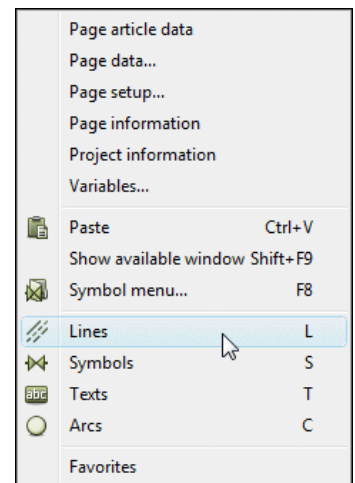 Page article data
Page data...
Page setup...
Page information
Project information
Variables...
Paste Ctrl+V
Show available window Shift+F9
Symbol menu... F8
Lines L
Symbols S
abc Texts T
Arcs C
Favorites